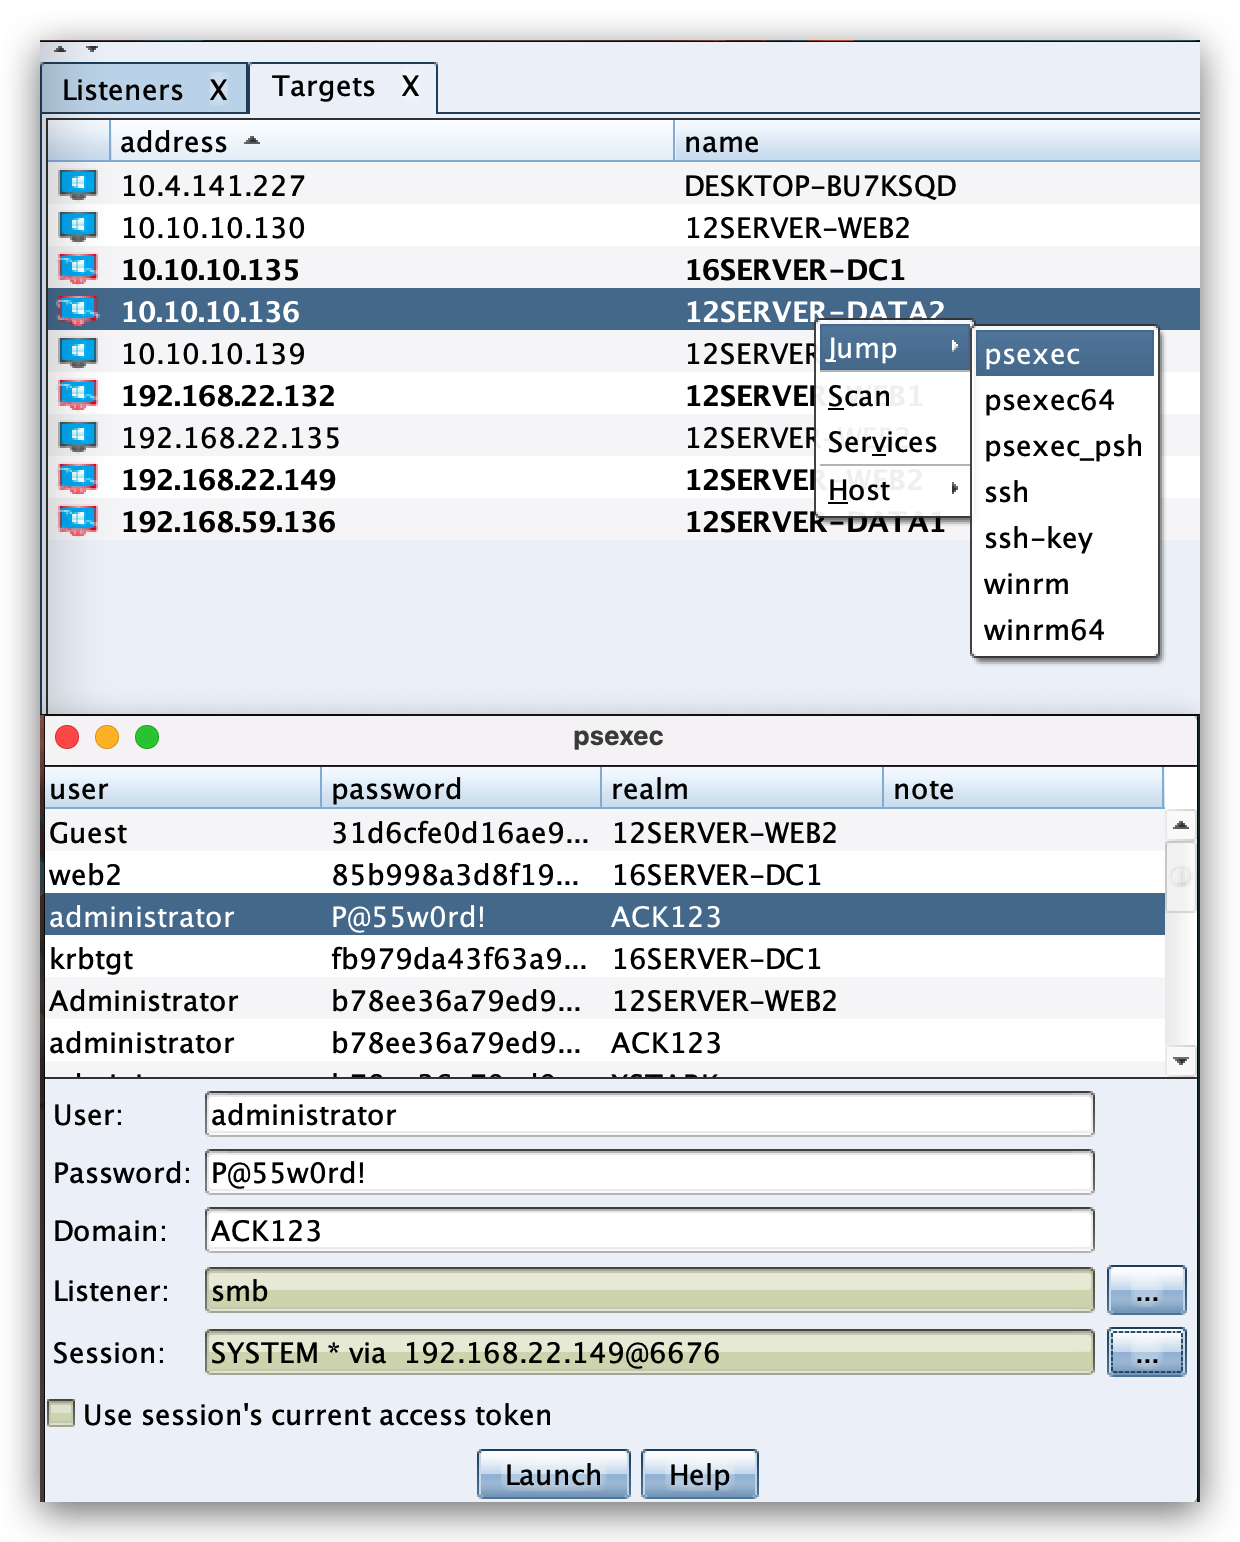 Listeners X Targets X
address name
10.4.141.227 DESKTOP-BU7KSQD
10.10.10.130 12SERVER-WEB2
10.10.10.135 16SERVER-DC1
10.10.10.136 12SERVER-DATA2
10.10.10.139 12SERVER
192.168.22.132 12SERVER-WEB1
192.168.22.135 12SERVER-WEB2
192.168.22.149 12SERVER-WEB2
192.168.59.136 12SERVER-DATA1
Jump
Scan
Services
Host
psexec
psexec64
psexec_psh
ssh
ssh-key
winrm
winrm64
psexec
user password realm note
Guest 31d6cfe0d16ae9... 12SERVER-WEB2
web2 85b998a3d8f19... 16SERVER-DC1
administrator P@55w0rd! ACK123
krbtgt fb979da43f63a9... 16SERVER-DC1
Administrator b78ee36a79ed9... 12SERVER-WEB2
administrator b78ee36a79ed9... ACK123
User: administrator
Password: P@55w0rd!
Domain: ACK123
Listener: smb ...
Session: SYSTEM * via 192.168.22.149@6676 ...
Use session's current access token
Launch Help